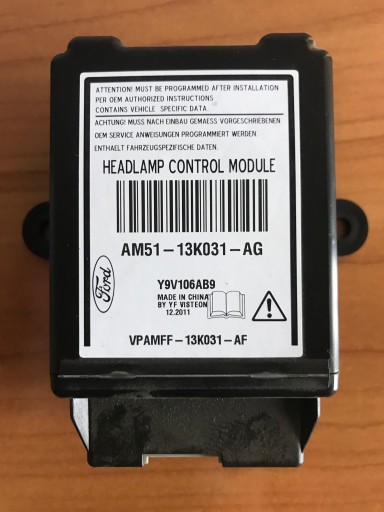 ATTENTION! MUST BE PROGRAMMED AFTER INSTALLATION
PER OEM AUTHORIZED INSTRUCTIONS
CONTAINS VEHICLE SPECIFIC DATA.
ACHTUNG! MUSS NACH EINBAU GEMAESS VORGESCHRIEBENEN
OEM SERVICE ANWEISUNGEN PROGRAMMIERT WERDEN.
ENTHAELT FAHRZEUGSPEZIFISCHE DATEN.
HEADLAMP CONTROL MODULE
AM51-13K031-AG
Ford
Y9V106AB9
MADE IN CHINA
BY YF VISTEON
12.2011
VPAMFF-13K031-AF